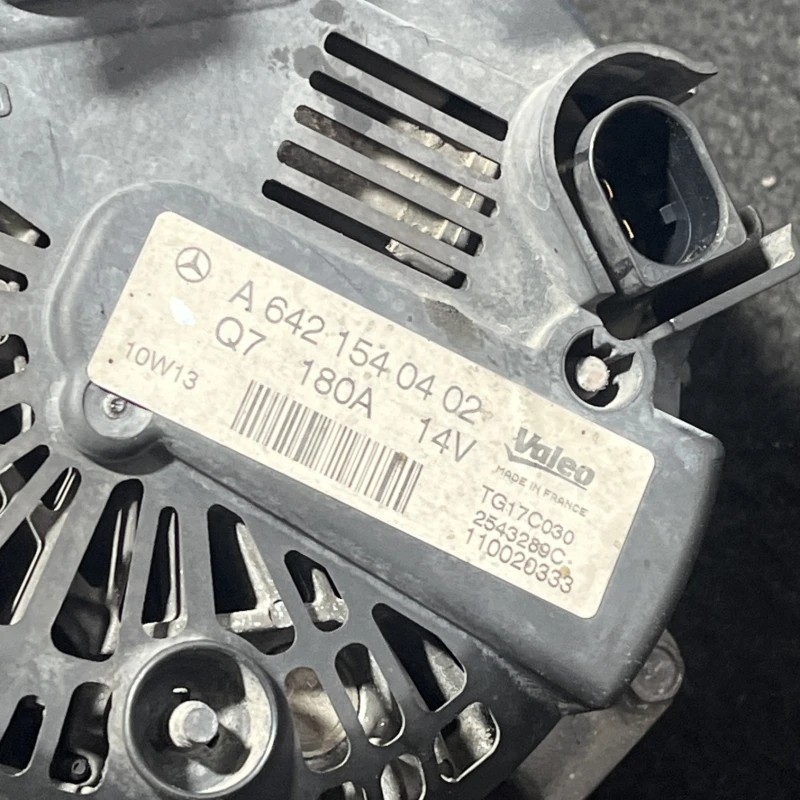 A 642 154 04 02
Q7 180A 14V
10W13
Valeo
MADE IN FRANCE
TG17C030
2543289C.
110020333